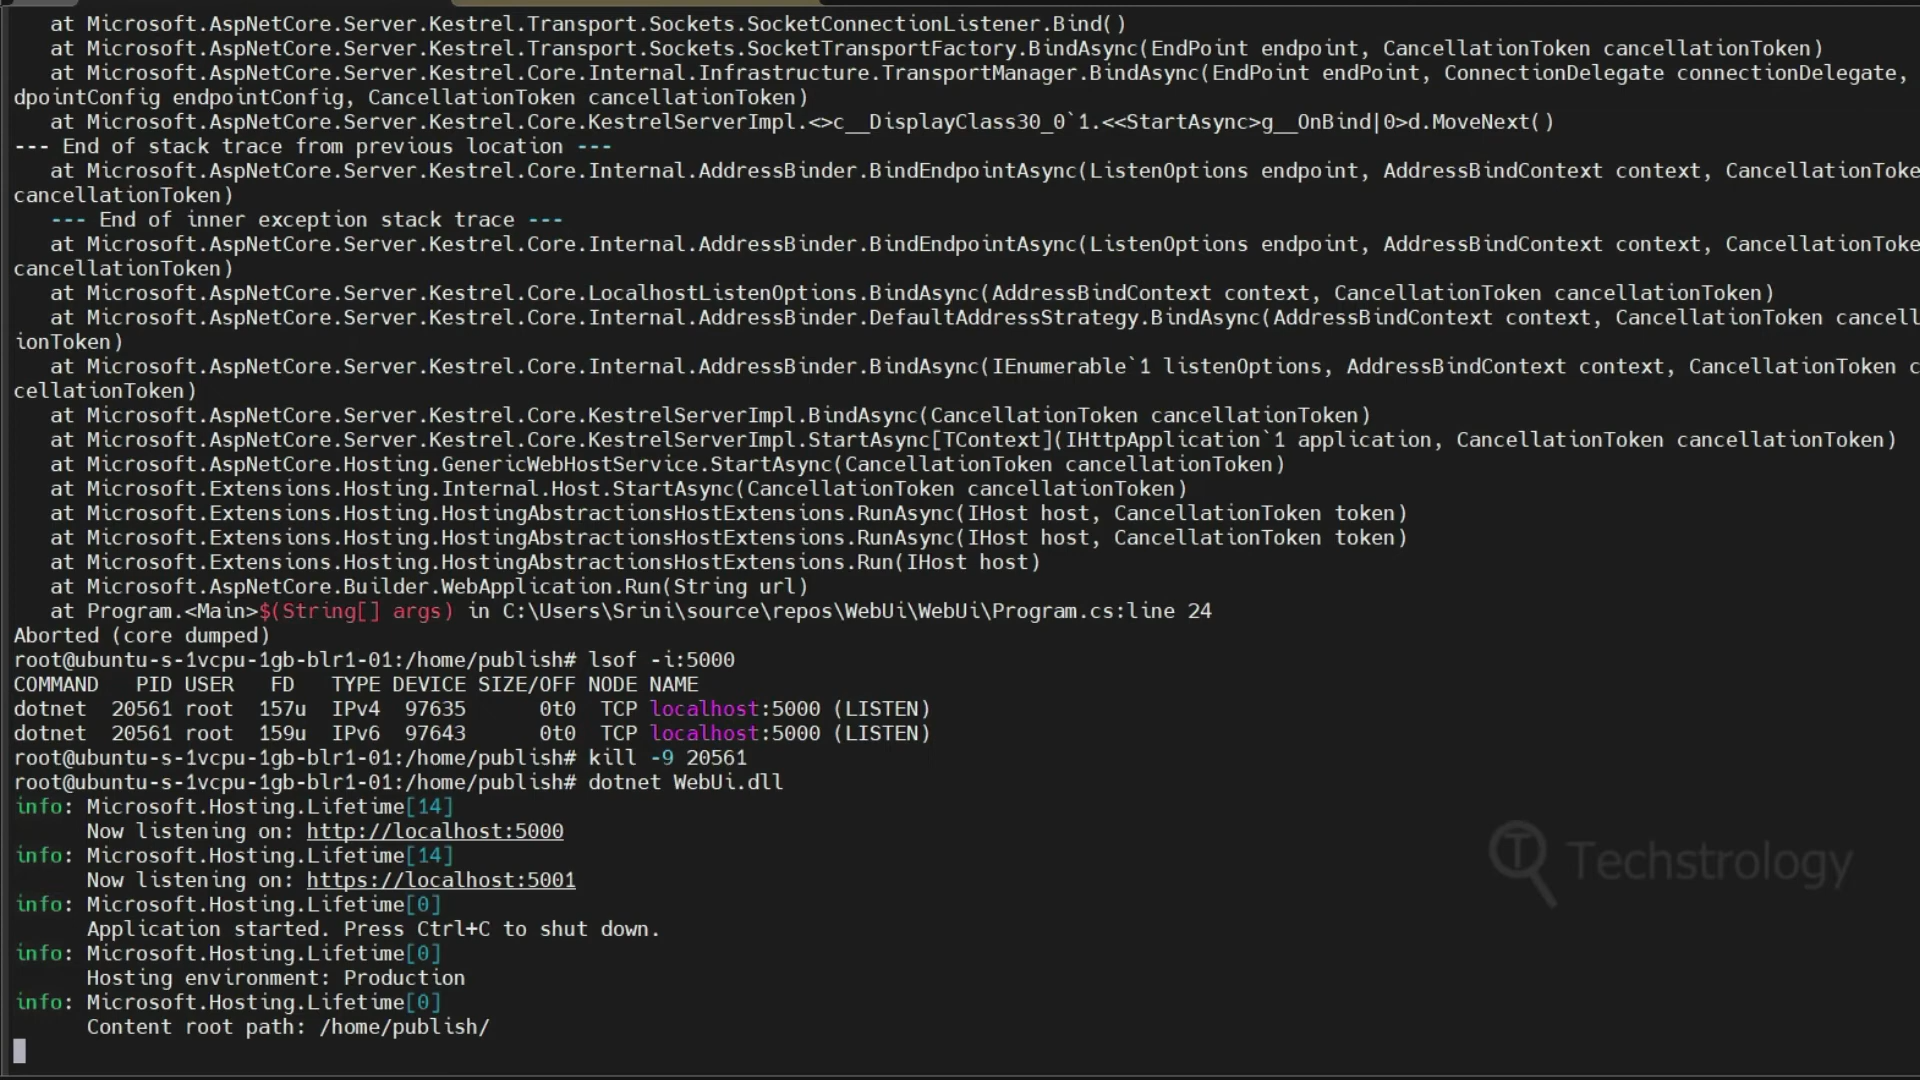 at Microsoft.AspNetCore.Server.Kestrel.Transport.Sockets.SocketConnectionListener.Bind()
   at Microsoft.AspNetCore.Server.Kestrel.Transport.Sockets.SocketTransportFactory.BindAsync(EndPoint endpoint, CancellationToken cancellationToken)
   at Microsoft.AspNetCore.Server.Kestrel.Core.Internal.Infrastructure.TransportManager.BindAsync(EndPoint endPoint, ConnectionDelegate connectionDelegate,
dpointConfig endpointConfig, CancellationToken cancellationToken)
   at Microsoft.AspNetCore.Server.Kestrel.Core.KestrelServerImpl.<>c__DisplayClass30_0`1.<<StartAsync>g__OnBind|0>d.MoveNext()
--- End of stack trace from previous location ---
   at Microsoft.AspNetCore.Server.Kestrel.Core.Internal.AddressBinder.BindEndpointAsync(ListenOptions endpoint, AddressBindContext context, CancellationToke
cancellationToken)
   --- End of inner exception stack trace ---
   at Microsoft.AspNetCore.Server.Kestrel.Core.Internal.AddressBinder.BindEndpointAsync(ListenOptions endpoint, AddressBindContext context, CancellationToke
cancellationToken)
   at Microsoft.AspNetCore.Server.Kestrel.Core.LocalhostListenOptions.BindAsync(AddressBindContext context, CancellationToken cancellationToken)
   at Microsoft.AspNetCore.Server.Kestrel.Core.Internal.AddressBinder.DefaultAddressStrategy.BindAsync(AddressBindContext context, CancellationToken cancell
ionToken)
   at Microsoft.AspNetCore.Server.Kestrel.Core.Internal.AddressBinder.BindAsync(IEnumerable`1 listenOptions, AddressBindContext context, CancellationToken c
cellationToken)
   at Microsoft.AspNetCore.Server.Kestrel.Core.KestrelServerImpl.BindAsync(CancellationToken cancellationToken)
   at Microsoft.AspNetCore.Server.Kestrel.Core.KestrelServerImpl.StartAsync[TContext](IHttpApplication`1 application, CancellationToken cancellationToken)
   at Microsoft.AspNetCore.Hosting.GenericWebHostService.StartAsync(CancellationToken cancellationToken)
   at Microsoft.Extensions.Hosting.Internal.Host.StartAsync(CancellationToken cancellationToken)
   at Microsoft.Extensions.Hosting.HostingAbstractionsHostExtensions.RunAsync(IHost host, CancellationToken token)
   at Microsoft.Extensions.Hosting.HostingAbstractionsHostExtensions.RunAsync(IHost host, CancellationToken token)
   at Microsoft.Extensions.Hosting.HostingAbstractionsHostExtensions.Run(IHost host)
   at Microsoft.AspNetCore.Builder.WebApplication.Run(String url)
   at Program.<Main>$(String[] args) in C:\Users\Srini\source\repos\WebUi\WebUi\Program.cs:line 24
Aborted (core dumped)
root@ubuntu-s-1vcpu-1gb-blr1-01:/home/publish# lsof -i:5000
COMMAND   PID USER   FD   TYPE DEVICE SIZE/OFF NODE NAME
dotnet  20561 root  157u  IPv4  97635      0t0  TCP localhost:5000 (LISTEN)
dotnet  20561 root  159u  IPv6  97643      0t0  TCP localhost:5000 (LISTEN)
root@ubuntu-s-1vcpu-1gb-blr1-01:/home/publish# kill -9 20561
root@ubuntu-s-1vcpu-1gb-blr1-01:/home/publish# dotnet WebUi.dll
info: Microsoft.Hosting.Lifetime[14]
      Now listening on: http://localhost:5000
info: Microsoft.Hosting.Lifetime[14]
      Now listening on: https://localhost:5001
info: Microsoft.Hosting.Lifetime[0]
      Application started. Press Ctrl+C to shut down.
info: Microsoft.Hosting.Lifetime[0]
      Hosting environment: Production
info: Microsoft.Hosting.Lifetime[0]
      Content root path: /home/publish/
Techstrology